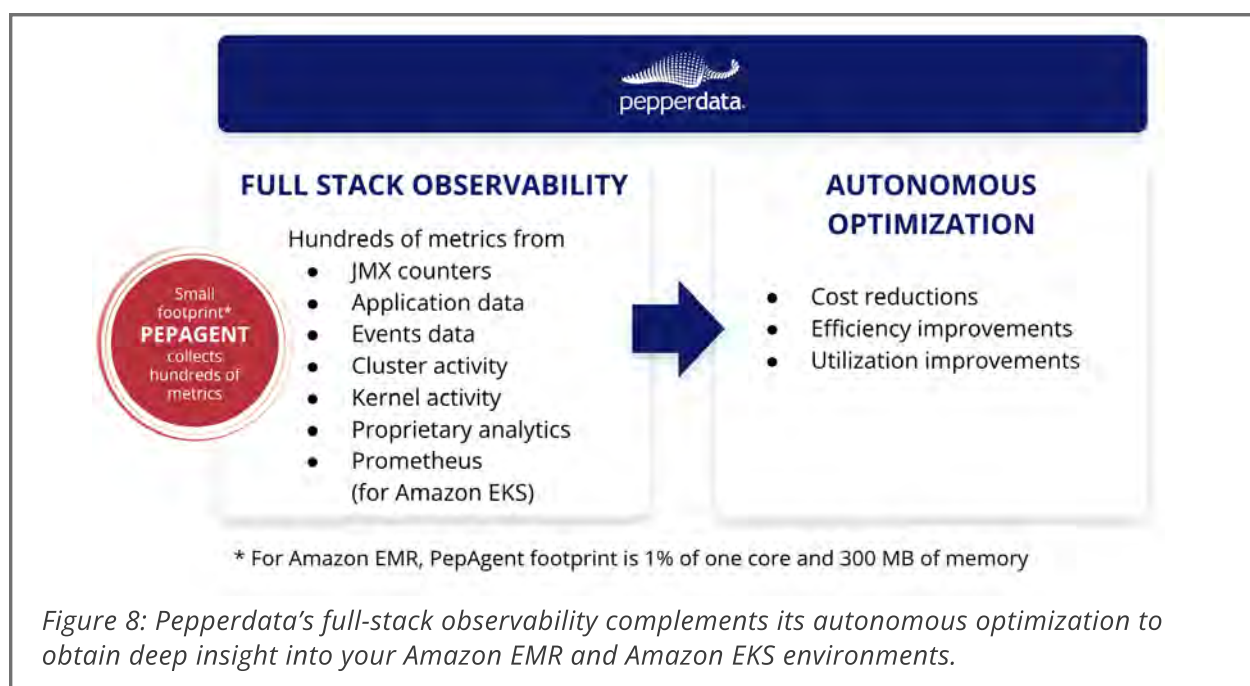 pepperdata
FULL STACK OBSERVABILITY
Hundreds of metrics from
● JMX counters
● Application data
● Events data
● Cluster activity
● Kernel activity
● Proprietary analytics
● Prometheus
(for Amazon EKS)
Small
footprint*
PEPAGENT
collects
hundreds of
metrics
AUTONOMOUS
OPTIMIZATION
● Cost reductions
● Efficiency improvements
● Utilization improvements
* For Amazon EMR, PepAgent footprint is 1% of one core and 300 MB of memory
Figure 8: Pepperdata’s full-stack observability complements its autonomous optimization to
obtain deep insight into your Amazon EMR and Amazon EKS environments.